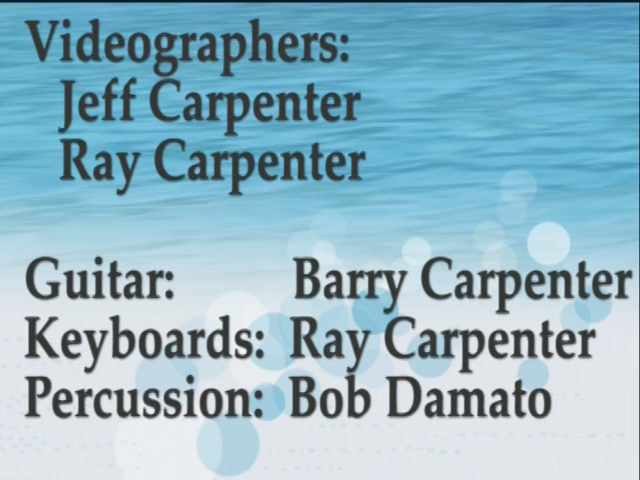 Videographers:
Jeff Carpenter
Ray Carpenter
Guitar: Barry Carpenter
Keyboards: Ray Carpenter
Percussion: Bob Damato